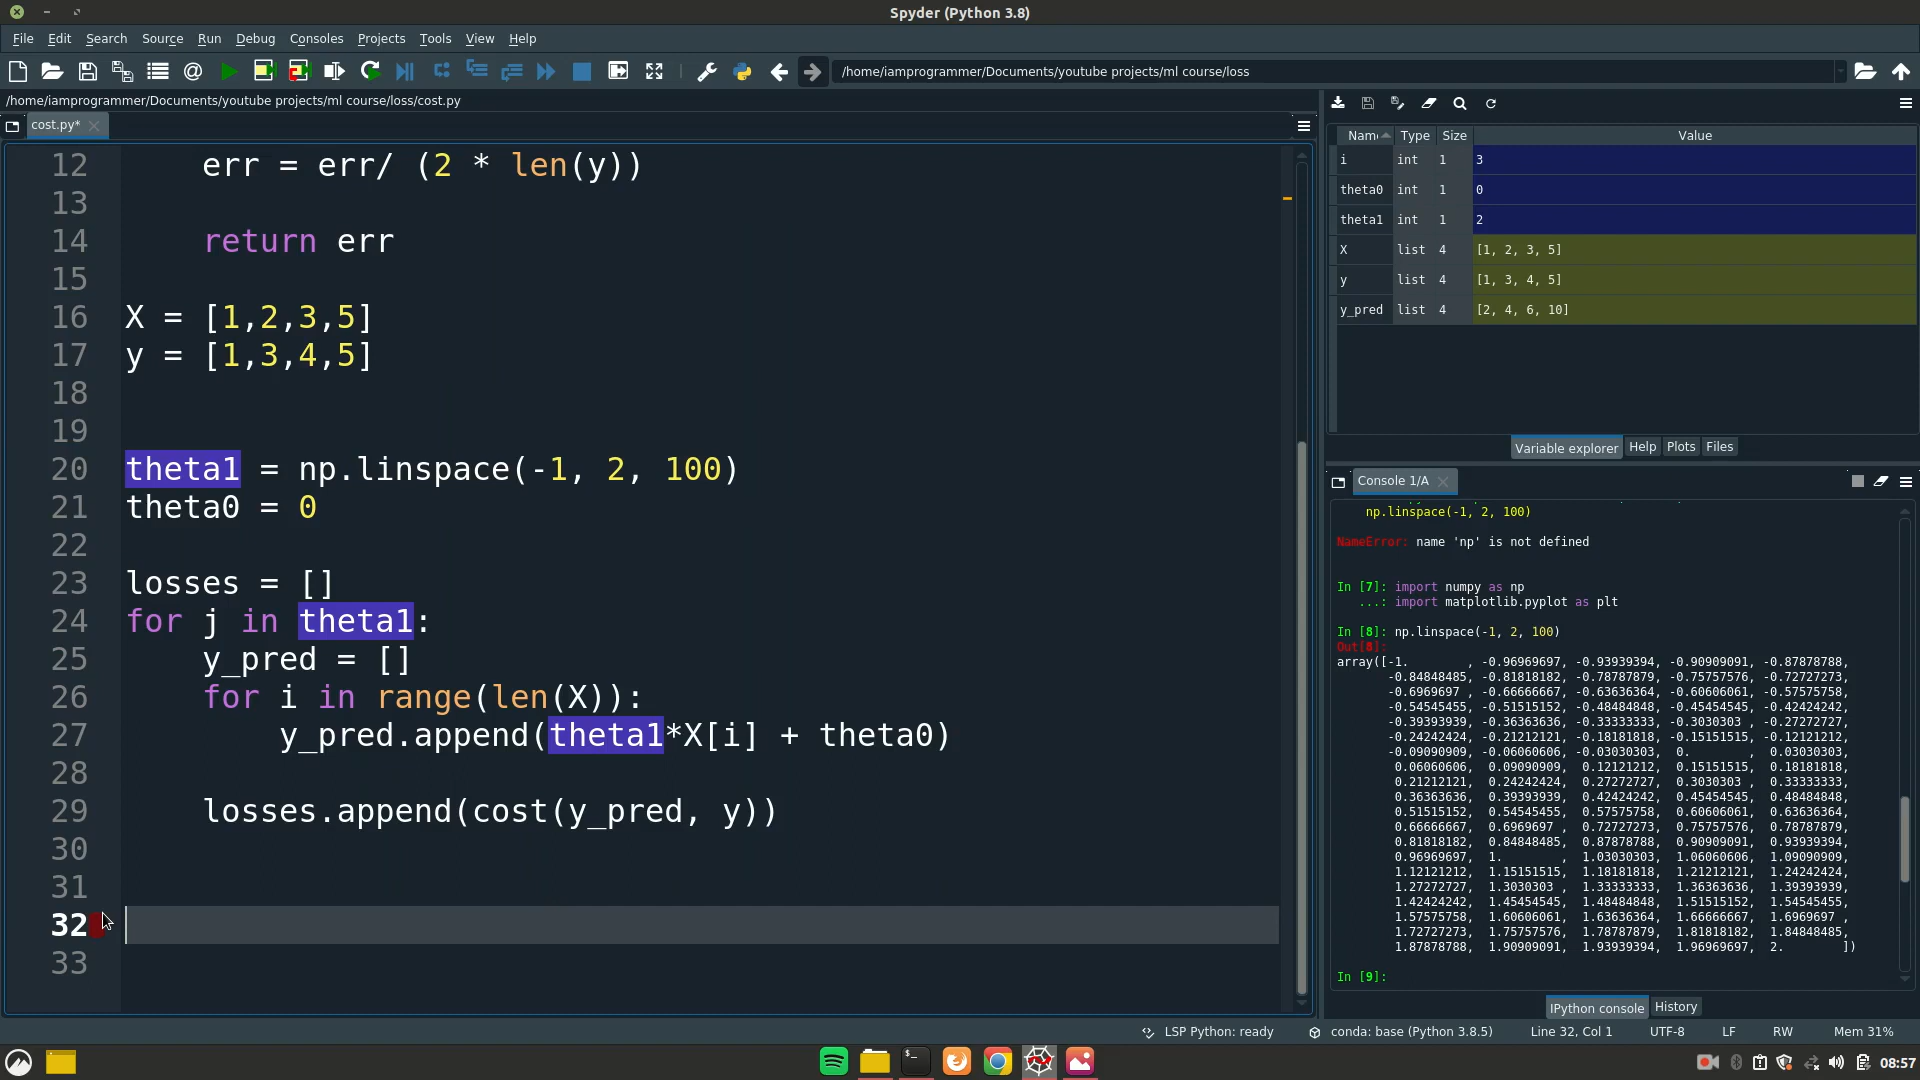 Spyder (Python 3.8)
File Edit Search Source Run Debug Consoles Projects Tools View Help
/home/iamprogrammer/Documents/youtube projects/ml course/loss
/home/iamprogrammer/Documents/youtube projects/ml course/loss/cost.py
cost.py*
12 err = err/ (2 * len(y))
13
14 return err
15
16 X = [1,2,3,5]
17 y = [1,3,4,5]
18
19
20 theta1 = np.linspace(-1, 2, 100)
21 theta0 = 0
22
23 losses = []
24 for j in theta1:
25 y_pred = []
26 for i in range(len(X)):
27 y_pred.append(theta1*X[i] + theta0)
28
29 losses.append(cost(y_pred, y))
30
31
32
33
Name Type Size Value
i int 1 3
theta0 int 1 0
theta1 int 1 2
X list 4 [1, 2, 3, 5]
y list 4 [1, 3, 4, 5]
y_pred list 4 [2, 4, 6, 10]
Variable explorer Help Plots Files
Console 1/A
np.linspace(-1, 2, 100)
NameError: name 'np' is not defined
In [7]: import numpy as np
...: import matplotlib.pyplot as plt
In [8]: np.linspace(-1, 2, 100)
Out[8]:
array([-1. , -0.96969697, -0.93939394, -0.90909091, -0.87878788,
-0.84848485, -0.81818182, -0.78787879, -0.75757576, -0.72727273,
-0.6969697 , -0.66666667, -0.63636364, -0.60606061, -0.57575758,
-0.54545455, -0.51515152, -0.48484848, -0.45454545, -0.42424242,
-0.39393939, -0.36363636, -0.33333333, -0.3030303 , -0.27272727,
-0.24242424, -0.21212121, -0.18181818, -0.15151515, -0.12121212,
-0.09090909, -0.06060606, -0.03030303, 0. , 0.03030303,
0.06060606, 0.09090909, 0.12121212, 0.15151515, 0.18181818,
0.21212121, 0.24242424, 0.27272727, 0.3030303 , 0.33333333,
0.36363636, 0.39393939, 0.42424242, 0.45454545, 0.48484848,
0.51515152, 0.54545455, 0.57575758, 0.60606061, 0.63636364,
0.66666667, 0.6969697 , 0.72727273, 0.75757576, 0.78787879,
0.81818182, 0.84848485, 0.87878788, 0.90909091, 0.93939394,
0.96969697, 1. , 1.03030303, 1.06060606, 1.09090909,
1.12121212, 1.15151515, 1.18181818, 1.21212121, 1.24242424,
1.27272727, 1.3030303 , 1.33333333, 1.36363636, 1.39393939,
1.42424242, 1.45454545, 1.48484848, 1.51515152, 1.54545455,
1.57575758, 1.60606061, 1.63636364, 1.66666667, 1.6969697 ,
1.72727273, 1.75757576, 1.78787879, 1.81818182, 1.84848485,
1.87878788, 1.90909091, 1.93939394, 1.96969697, 2. ])
In [9]:
IPython console History
LSP Python: ready conda: base (Python 3.8.5) Line 32, Col 1 UTF-8 LF RW Mem 31%
08:57